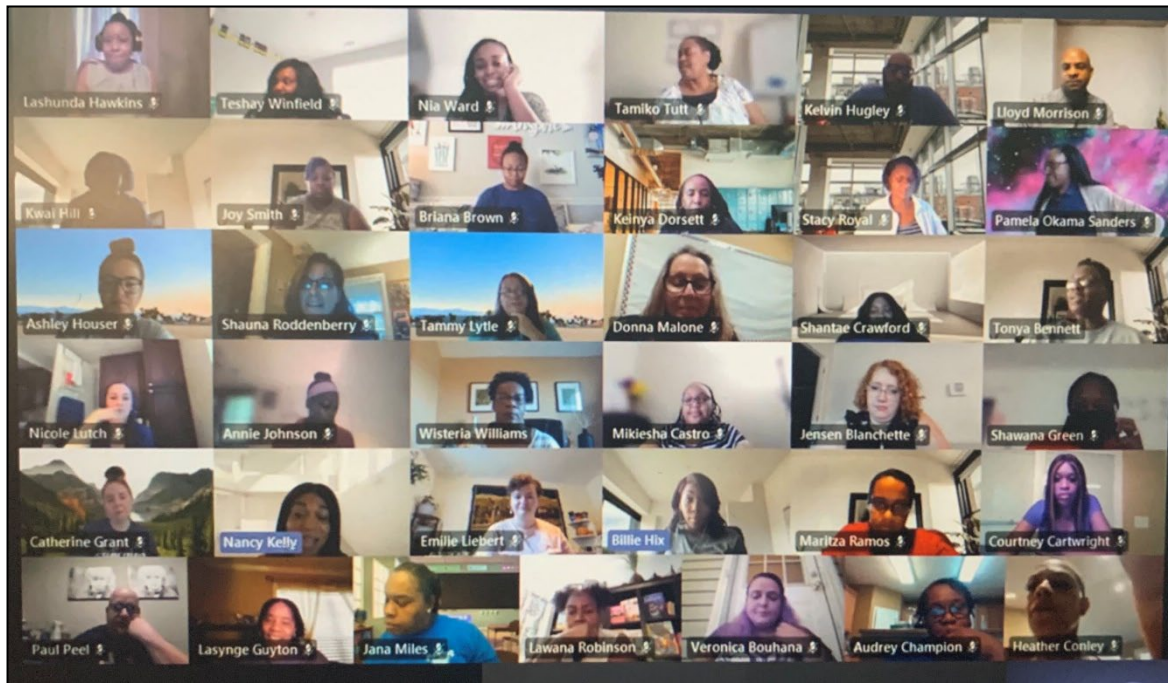 Lashunda Hawkins
Teshay Winfield
Nia Ward
Tamiko Tutt
Kelvin Hugley
Lloyd Morrison
Kwai Hill
Joy Smith
Briana Brown
Keinya Dorsett
Stacy Royal
Pamela Okama Sanders
Ashley Houser
Shauna Roddenberry
Tammy Lytle
Donna Malone
Shantae Crawford
Tonya Bennett
Nicole Lutch
Annie Johnson
Wisteria Williams
Mikiesha Castro
Jensen Blanchette
Shawana Green
Catherine Grant
Nancy Kelly
Emilie Liebert
Billie Hix
Maritza Ramos
Courtney Cartwright
Paul Peel
Lasynge Guyton
Jana Miles
Lawana Robinson
Veronica Bouhana
Audrey Champion
Heather Conley